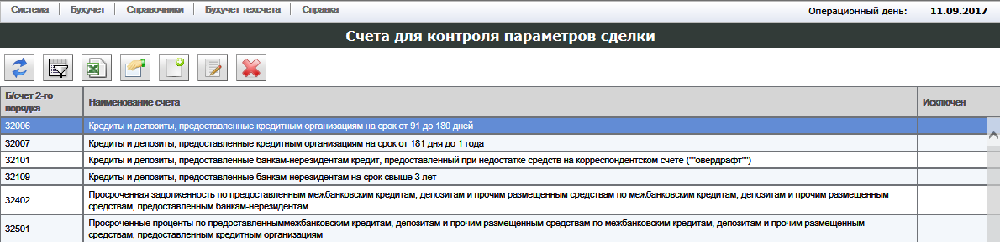 Система Бухучет Справочники Бухучет техсчета Справка Операционный день: 11.09.2017
Счета для контроля параметров сделки
Б/счет 2-го
порядка
Наименование счета
Исключен
32006 Кредиты и депозиты, предоставленные кредитным организациям на срок от 91 до 180 дней
32007 Кредиты и депозиты, предоставленные кредитным организациям на срок от 181 дня до 1 года
32101 Кредиты и депозиты, предоставленные банкам-нерезидентам кредит, предоставленный при недостатке средств на корреспондентском счете (""овердрафт"")
32109 Кредиты и депозиты, предоставленные банкам-нерезидентам на срок свыше 3 лет
32402
Просроченная задолженность по предоставленным межбанковским кредитам, депозитам и прочим размещенным средствам по межбанковским кредитам, депозитам и прочим размещенным
средствам, предоставленным банкам-нерезидентам
32501
Просроченные проценты по предоставленныммежбанковским кредитам, депозитам и прочим размещенным средствам по межбанковским кредитам, депозитам и прочим размещенным
средствам, предоставленным кредитным организациям